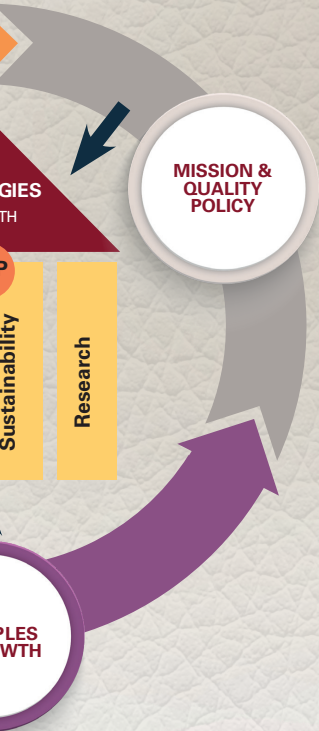 MISSION &
QUALITY
POLICY
GIES
TH
P
Sustainability
Research
PLES
WTH